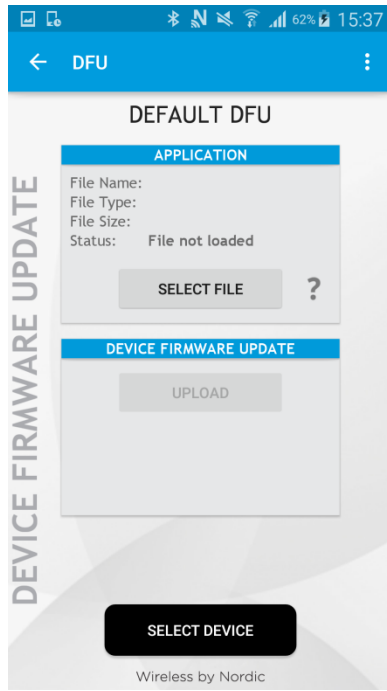 62% 15:37
DFU
DEFAULT DFU
DEVICE FIRMWARE UPDATE
APPLICATION
File Name:
File Type:
File Size:
Status: File not loaded
SELECT FILE ?
DEVICE FIRMWARE UPDATE
UPLOAD
SELECT DEVICE
Wireless by Nordic